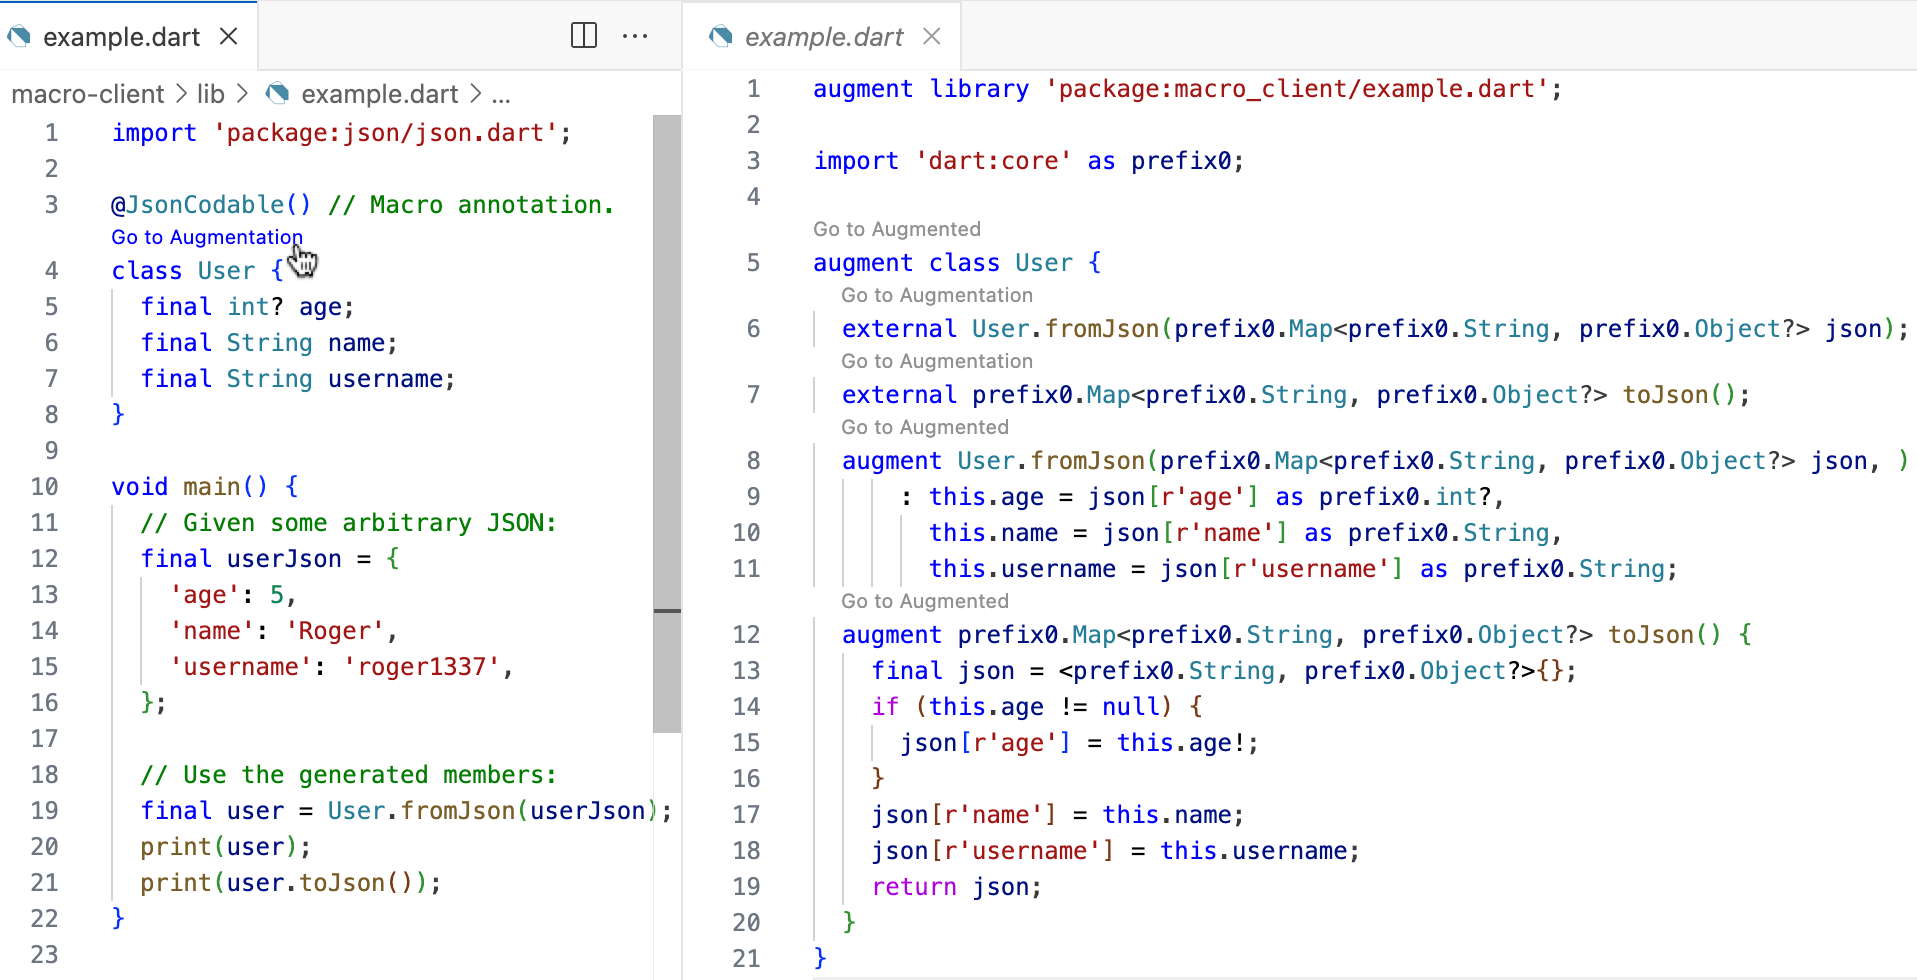 example.dart
macro-client > lib > example.dart > ...
1 import 'package:json/json.dart';
2
3 @JsonCodable() // Macro annotation.
Go to Augmentation
4 class User {
5 final int? age;
6 final String name;
7 final String username;
8 }
9
10 void main() {
11 // Given some arbitrary JSON:
12 final userJson = {
13 'age': 5,
14 'name': 'Roger',
15 'username': 'roger1337',
16 };
17
18 // Use the generated members:
19 final user = User.fromJson(userJson);
20 print(user);
21 print(user.toJson());
22 }
23
example.dart
1 augment library 'package:macro_client/example.dart';
2
3 import 'dart:core' as prefix0;
4
Go to Augmented
5 augment class User {
Go to Augmentation
6 external User.fromJson(prefix0.Map<prefix0.String, prefix0.Object?> json);
Go to Augmentation
7 external prefix0.Map<prefix0.String, prefix0.Object?> toJson();
Go to Augmented
8 augment User.fromJson(prefix0.Map<prefix0.String, prefix0.Object?> json, )
9 : this.age = json[r'age'] as prefix0.int?,
10 this.name = json[r'name'] as prefix0.String,
11 this.username = json[r'username'] as prefix0.String;
Go to Augmented
12 augment prefix0.Map<prefix0.String, prefix0.Object?> toJson() {
13 final json = <prefix0.String, prefix0.Object?>{};
14 if (this.age != null) {
15 json[r'age'] = this.age!;
16 }
17 json[r'name'] = this.name;
18 json[r'username'] = this.username;
19 return json;
20 }
21 }